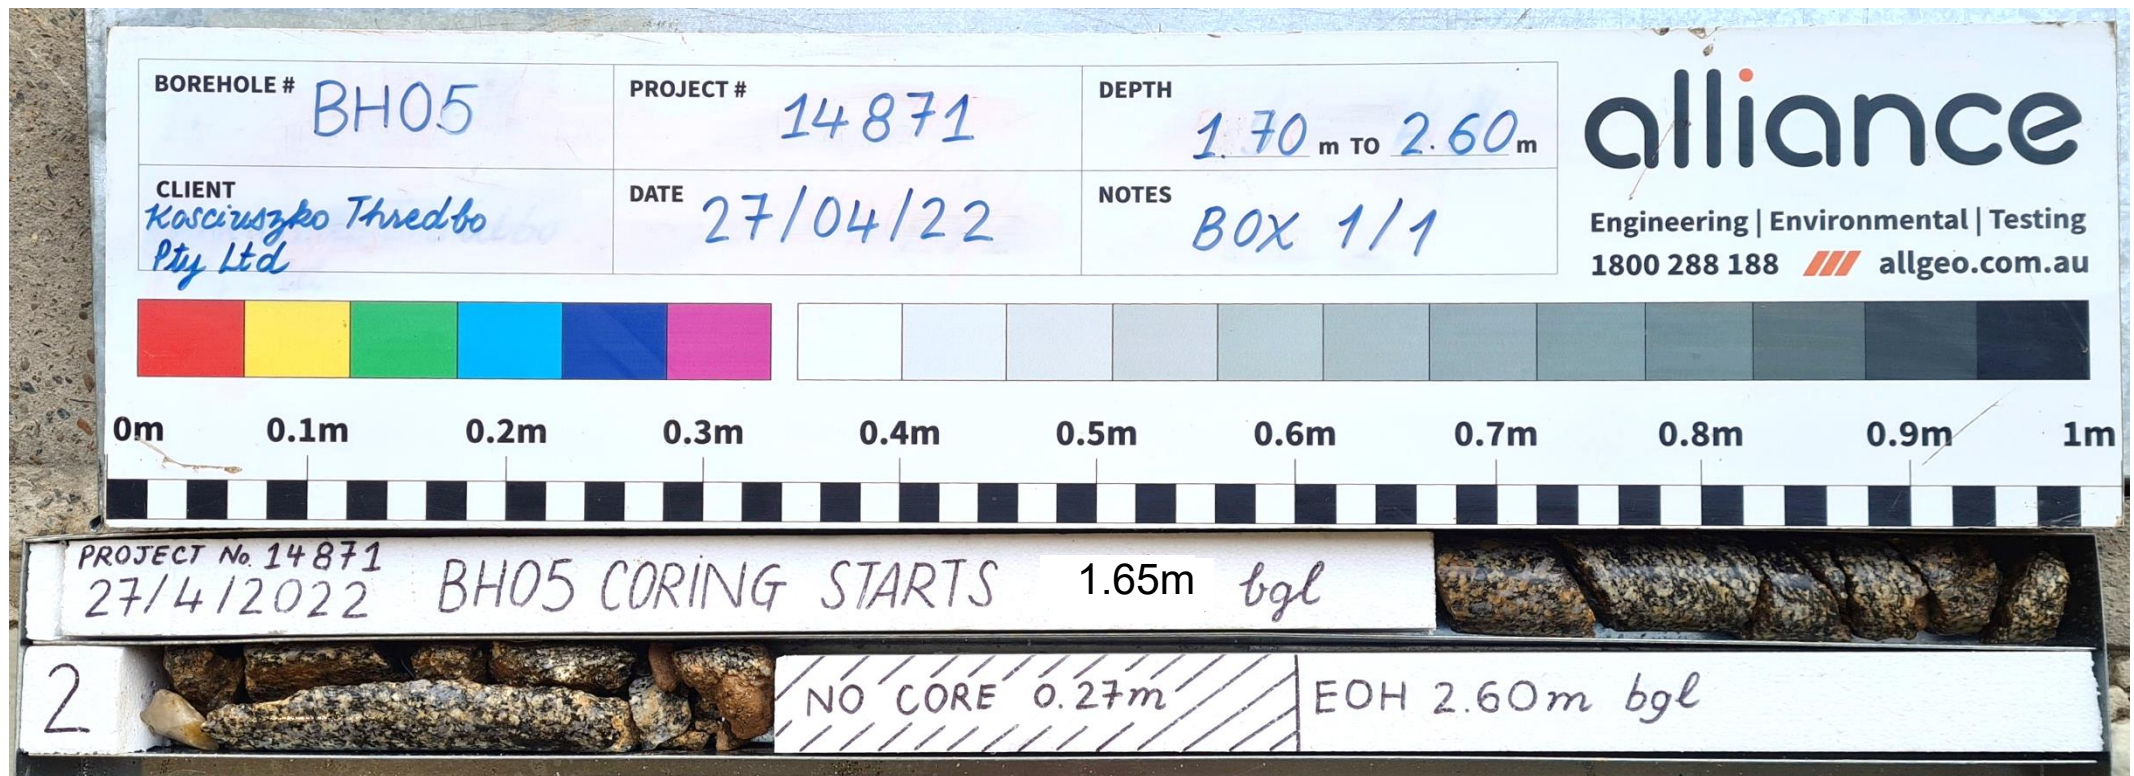 BOREHOLE # BH05
PROJECT # 14871
DEPTH 1.70 m TO 2.60 m
alliance
CLIENT Kosciuszko Thredbo
Pty Ltd
DATE 27/04/22
NOTES BOX 1/1
Engineering | Environmental | Testing
1800 288 188 /// allgeo.com.au
0m 0.1m 0.2m 0.3m 0.4m 0.5m 0.6m 0.7m 0.8m 0.9m 1m
PROJECT No. 14871
27/4/2022 BH05 CORING STARTS 1.65m bgl
2 NO CORE 0.27m EOH 2.60m bgl